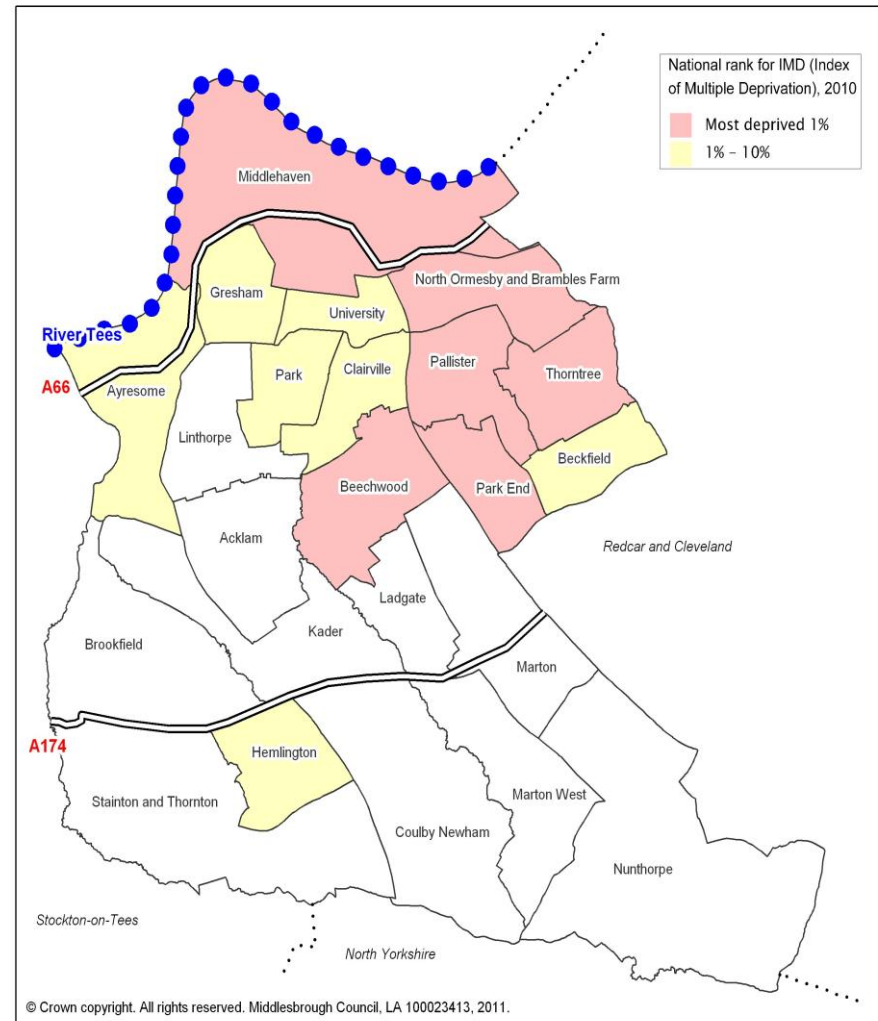 National rank for IMD (Index
of Multiple Deprivation), 2010
Most deprived 1%
1% – 10%
Middlehaven
North Ormesby and Brambles Farm
Gresham
University
River Tees
A66
Ayresome
Park
Clairville
Pallister
Thorntree
Linthorpe
Beckfield
Beechwood
Park End
Acklam
Redcar and Cleveland
Ladgate
Kader
Brookfield
Marton
A174
Hemlington
Stainton and Thornton
Marton West
Coulby Newham
Nunthorpe
Stockton-on-Tees
North Yorkshire
© Crown copyright. All rights reserved. Middlesbrough Council, LA 100023413, 2011.